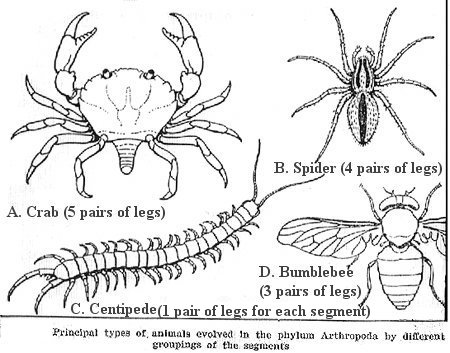 A. Crab (5 pairs of legs)
B. Spider (4 pairs of legs)
C. Centipede(1 pair of legs for each segment)
D. Bumblebee
(3 pairs of legs)
Principal types of animals evolved in the phylum Arthropoda by different
groupings of the segments